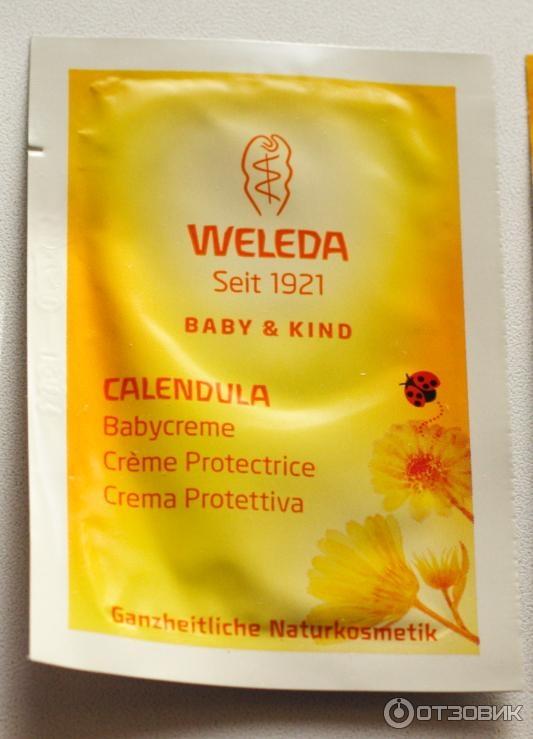 WELEDA
Seit 1921
BABY & KIND
CALENDULA
Babycreme
Crème Protectrice
Crema Protettiva
Ganzheitliche Naturkosmetik
ОТЗОВИК